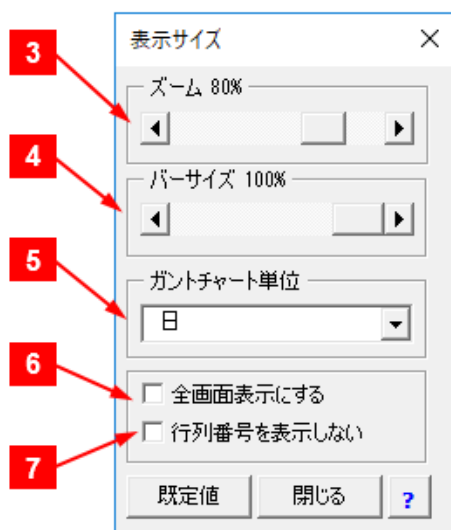 表示サイズ
3
ズーム 80%
4
バーサイズ 100%
5
ガントチャート単位
日
6
全画面表示にする
7
行列番号を表示しない
既定値 閉じる ?